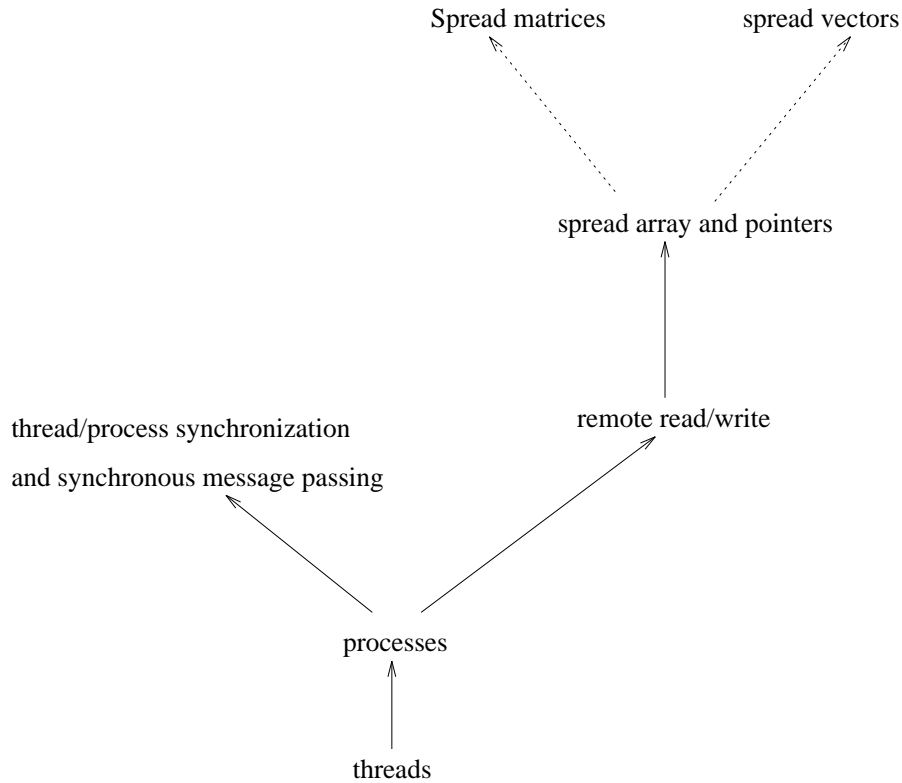 Spread matrices
spread vectors
spread array and pointers
remote read/write
thread/process synchronization
and synchronous message passing
processes
threads